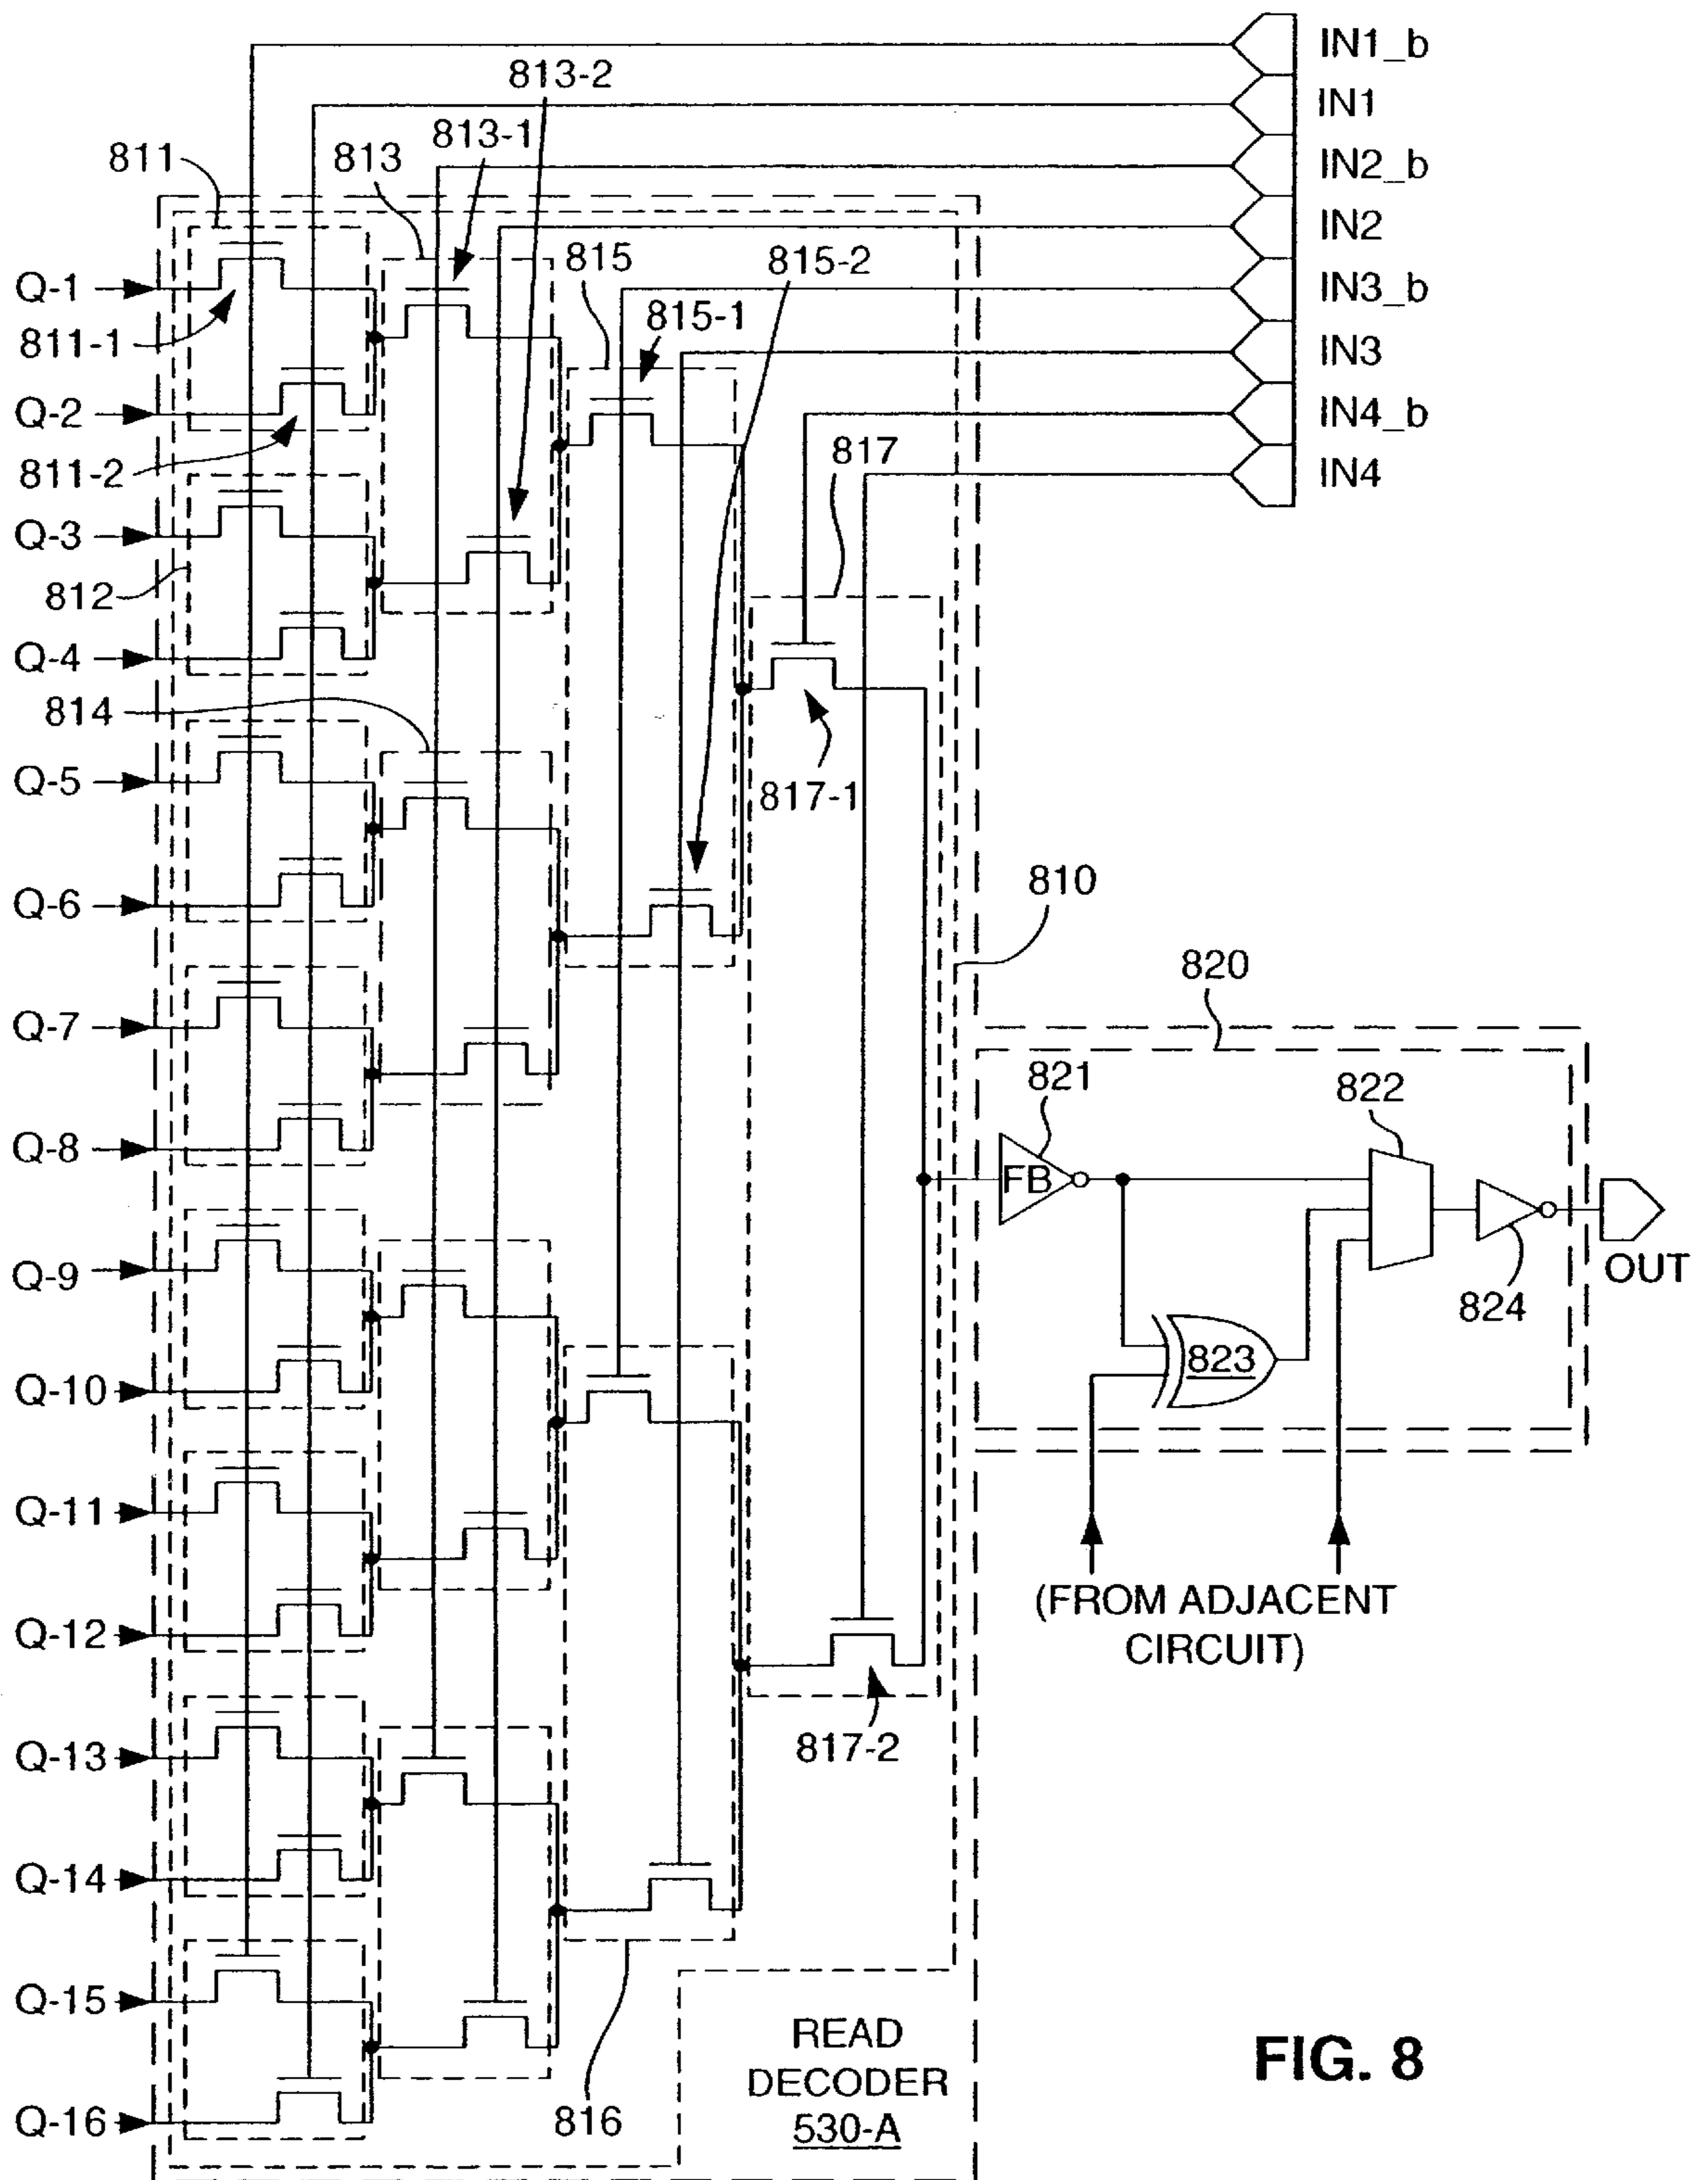 IN1_b
IN1
IN2_b
IN2
IN3_b
IN3
IN4_b
IN4
813-2
813-1
811
813
815
815-2
Q-1
811-1
815-1
Q-2
811-2
817
Q-3
812
Q-4
814
Q-5
817-1
Q-6
810
820
Q-7
821
822
Q-8
FB
OUT
Q-9
824
823
Q-10
Q-11
(FROM ADJACENT
CIRCUIT)
Q-12
817-2
Q-13
Q-14
Q-15
READ
DECODER
530-A
816
Q-16
FIG. 8